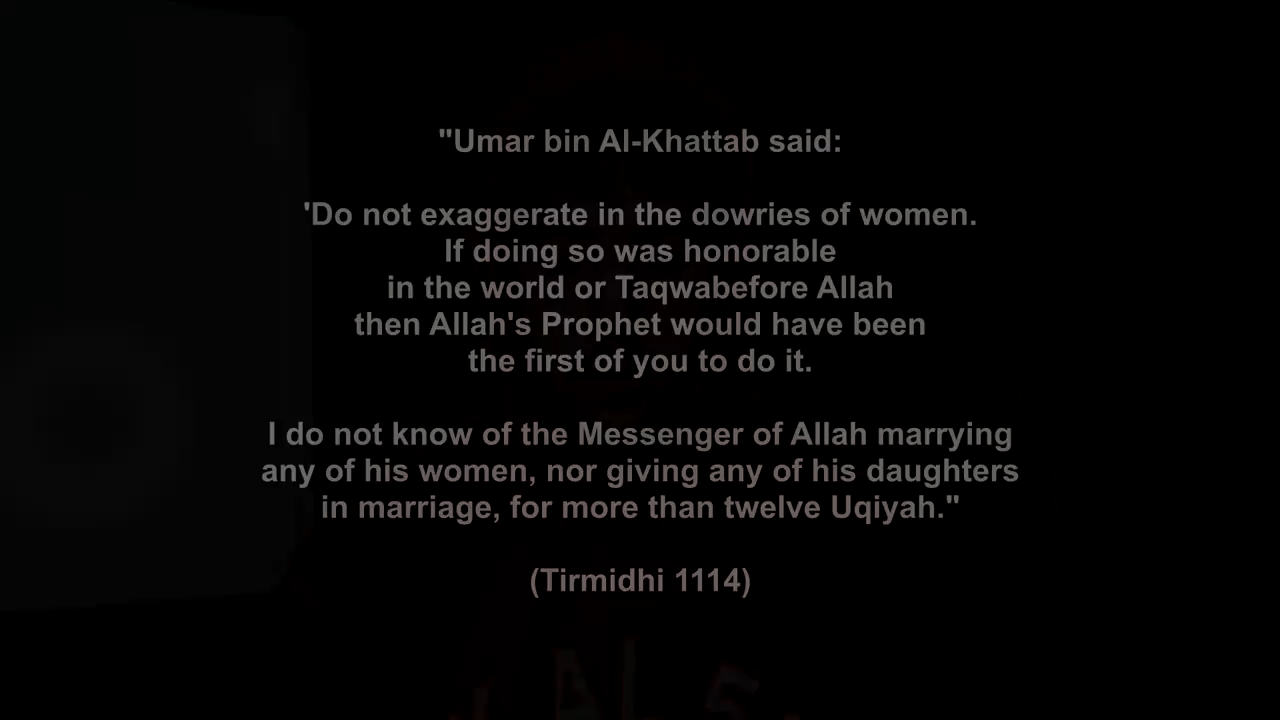 "Umar bin Al-Khattab said:
'Do not exaggerate in the dowries of women.
If doing so was honorable
in the world or Taqwabefore Allah
then Allah's Prophet would have been
the first of you to do it.
I do not know of the Messenger of Allah marrying
any of his women, nor giving any of his daughters
in marriage, for more than twelve Uqiyah."
(Tirmidhi 1114)